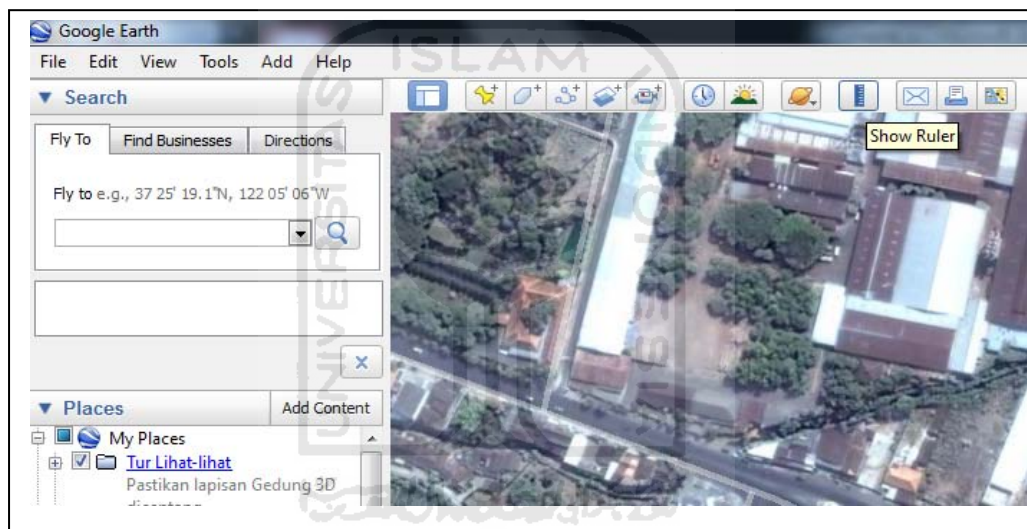 Google Earth
File Edit View Tools Add Help
Search
Fly To Find Businesses Directions
Show Ruler
Fly to e.g., 37 25' 19.1"N, 122 05' 06"W
Places Add Content
My Places
Tur Lihat-lihat
Pastikan lapisan Gedung 3D
ISLAM
UNIVERSITAS
INDONESIA